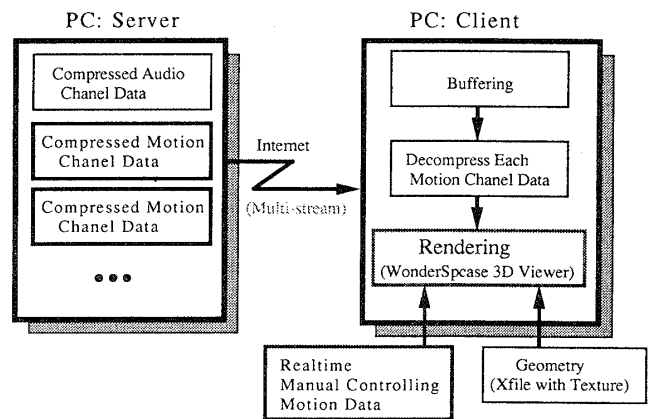 PC: Server
Compressed Audio
Chanel Data
Compressed Motion
Chanel Data
Compressed Motion
Chanel Data
Internet
(Multi-stream)
PC: Client
Buffering
Decompress Each
Motion Chanel Data
Rendering
(WonderSpcase 3D Viewer)
Realtime
Manual Controlling
Motion Data
Geometry
(Xfile with Texture)